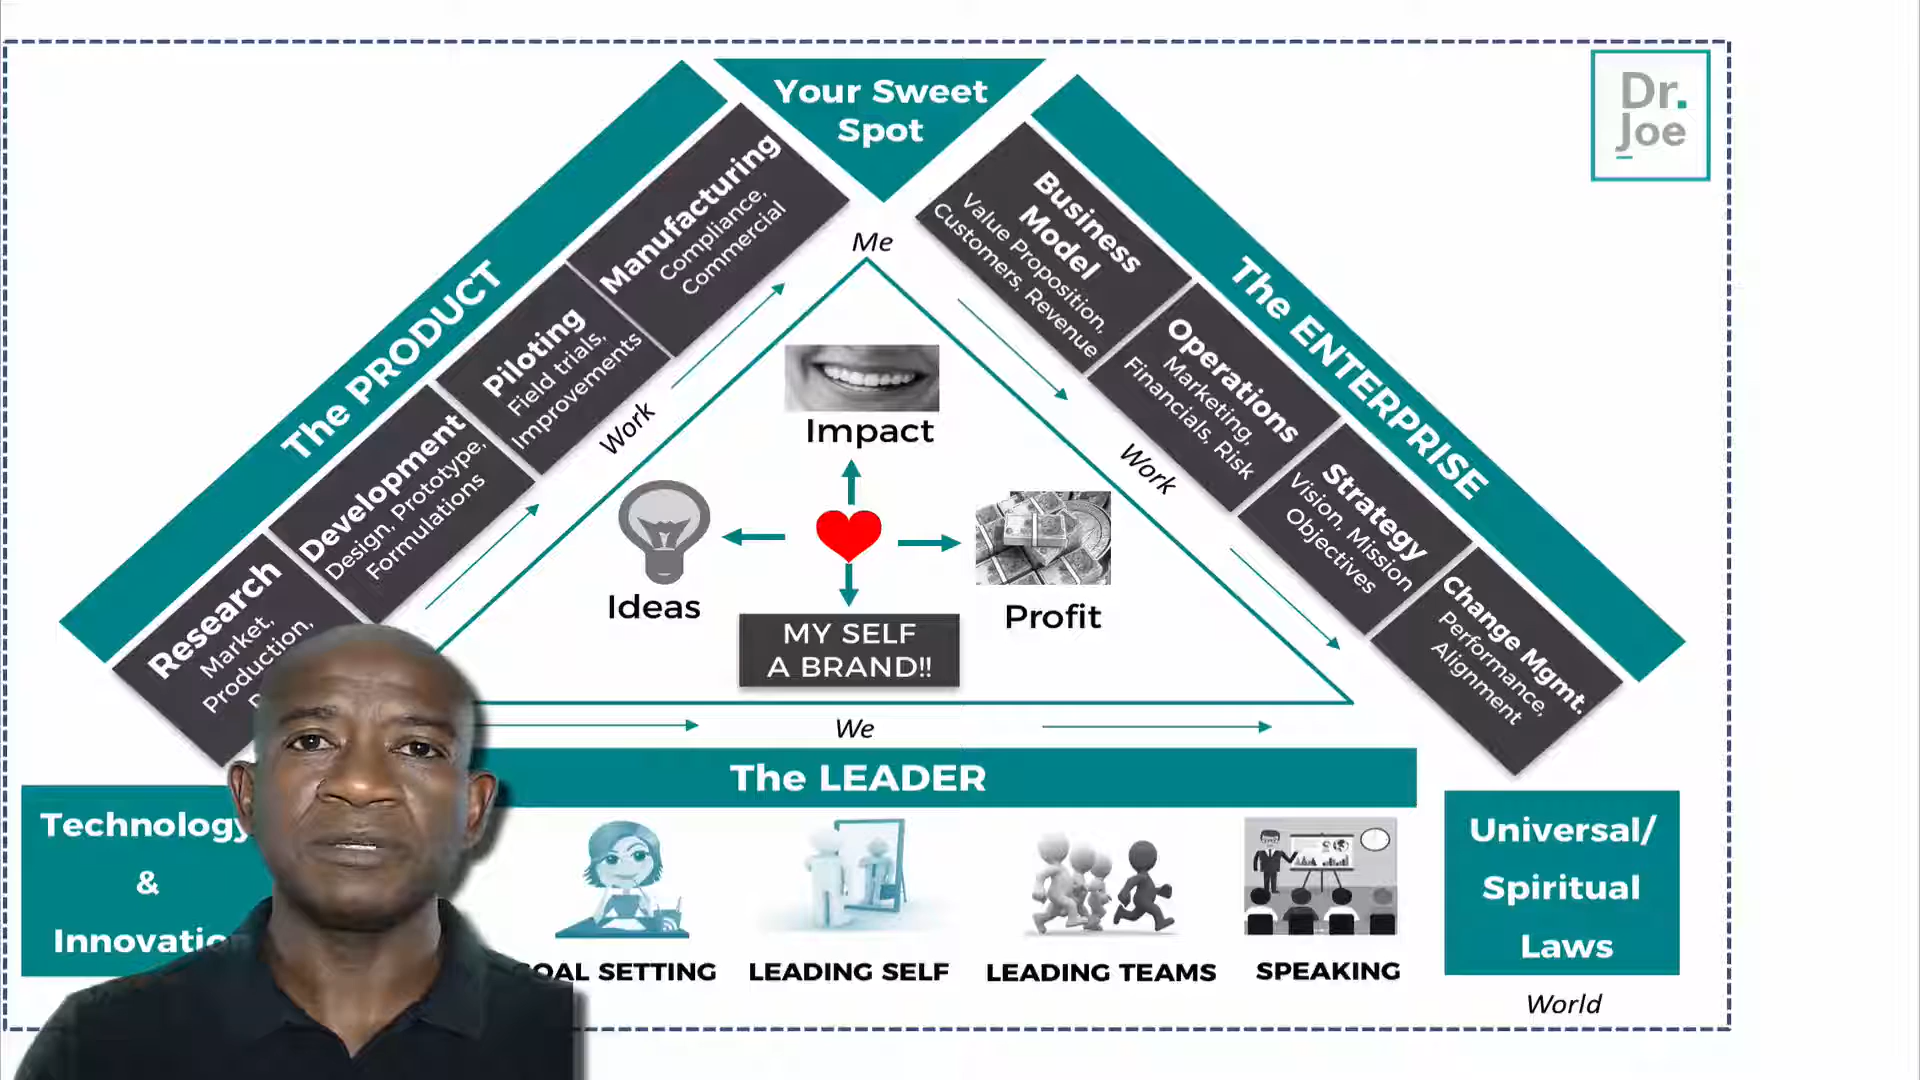 Your Sweet
Spot
Dr.
Joe
The PRODUCT
Manufacturing
Compliance,
Commercial
Piloting
Field trials,
Improvements
Development
Design, Prototype,
Formulations
Research
Market,
Production,
Work
Me
Business
Model
Value Proposition,
Customers, Revenue
The ENTERPRISE
Operations
Marketing,
Financials, Risk
Strategy
Vision, Mission
Objectives
Change Mgmt.
Performance,
Alignment
Work
Impact
Ideas
Profit
MY SELF
A BRAND!!
We
The LEADER
Technology
&
GOAL SETTING
LEADING SELF
LEADING TEAMS
SPEAKING
Universal/
Spiritual
Laws
World